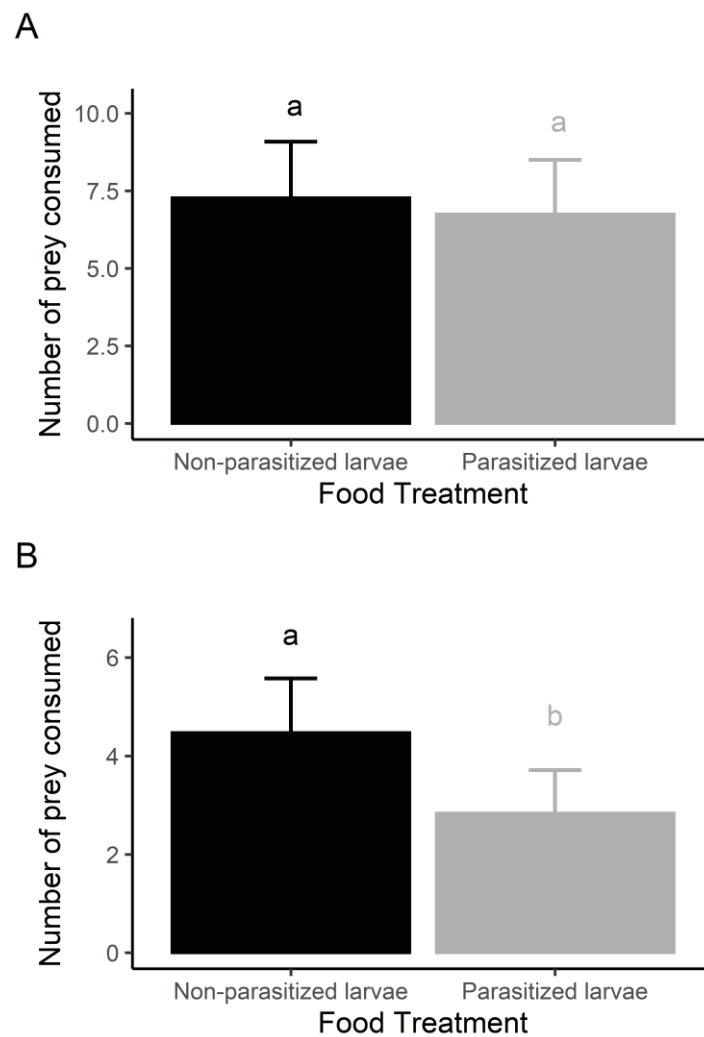 A
Number of prey consumed
10.0
7.5
5.0
2.5
0.0
a
a
Non-parasitized larvae
Parasitized larvae
Food Treatment
B
Number of prey consumed
6
4
2
0
a
b
Non-parasitized larvae
Parasitized larvae
Food Treatment